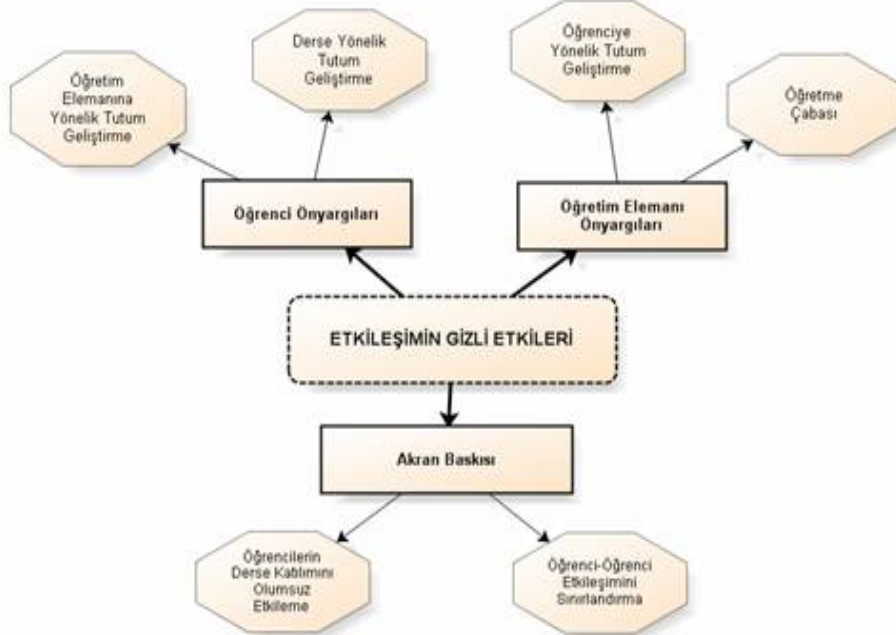 Derse Yönelik
Tutum
Geliştirme
Öğrenciye
Yönelik Tutum
Geliştirme
Öğretim
Elemanına
Yönelik Tutum
Geliştirme
Öğretme
Çabası
Öğrenci Önyargıları
Öğretim Elemanı
Önyargıları
ETKİLEŞİMİN GİZLİ ETKİLERİ
Akran Baskısı
Öğrencilerin
Derse Katılımını
Olumsuz
Etkileme
Öğrenci-Öğrenci
Etkileşimini
Sınırlandırma